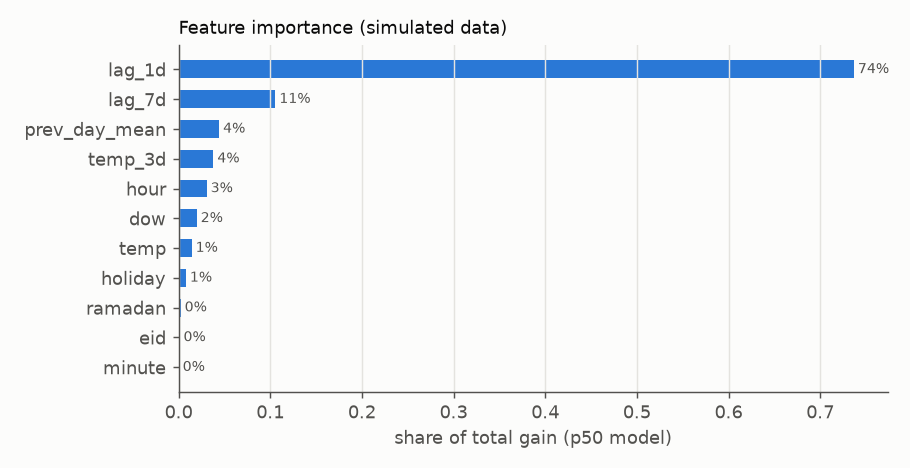 Feature importance (simulated data)
lag_1d 74%
lag_7d 11%
prev_day_mean 4%
temp_3d 4%
hour 3%
dow 2%
temp 1%
holiday 1%
ramadan 0%
eid 0%
minute 0%
0.0 0.1 0.2 0.3 0.4 0.5 0.6 0.7
share of total gain (p50 model)